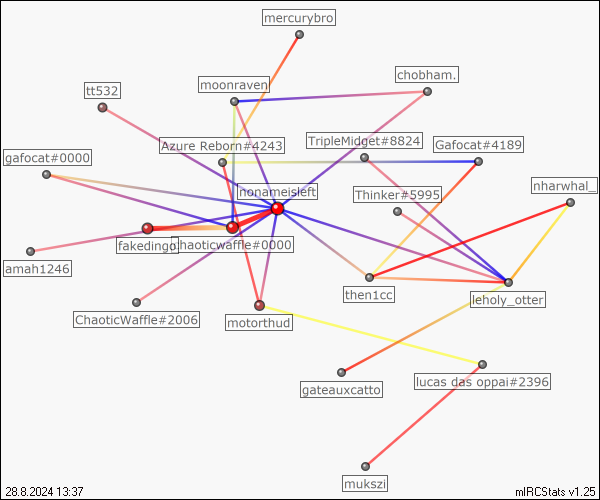 mercurybro
chobham.
moonraven
tt532
TripleMidget#8824
Azure Reborn#4243
Gafocat#4189
gafocat#0000
nharwhal_
nonameisleft
Thinker#5995
fakedingo
chaoticwaffle#0000
amah1246
then1cc
leholy_otter
ChaoticWaffle#2006
motorthud
lucas das oppai#2396
gateauxcatto
mukszi
28.8.2024 13:37
mIRCStats v1.25